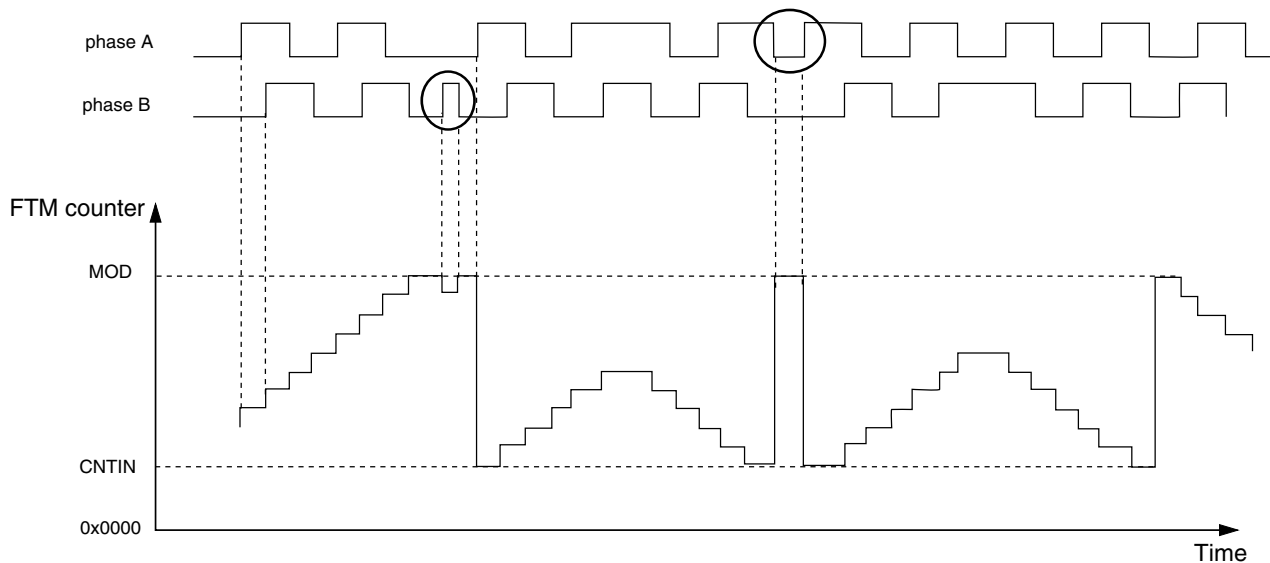 phase A
phase B
FTM counter
MOD
CNTIN
0x0000
Time